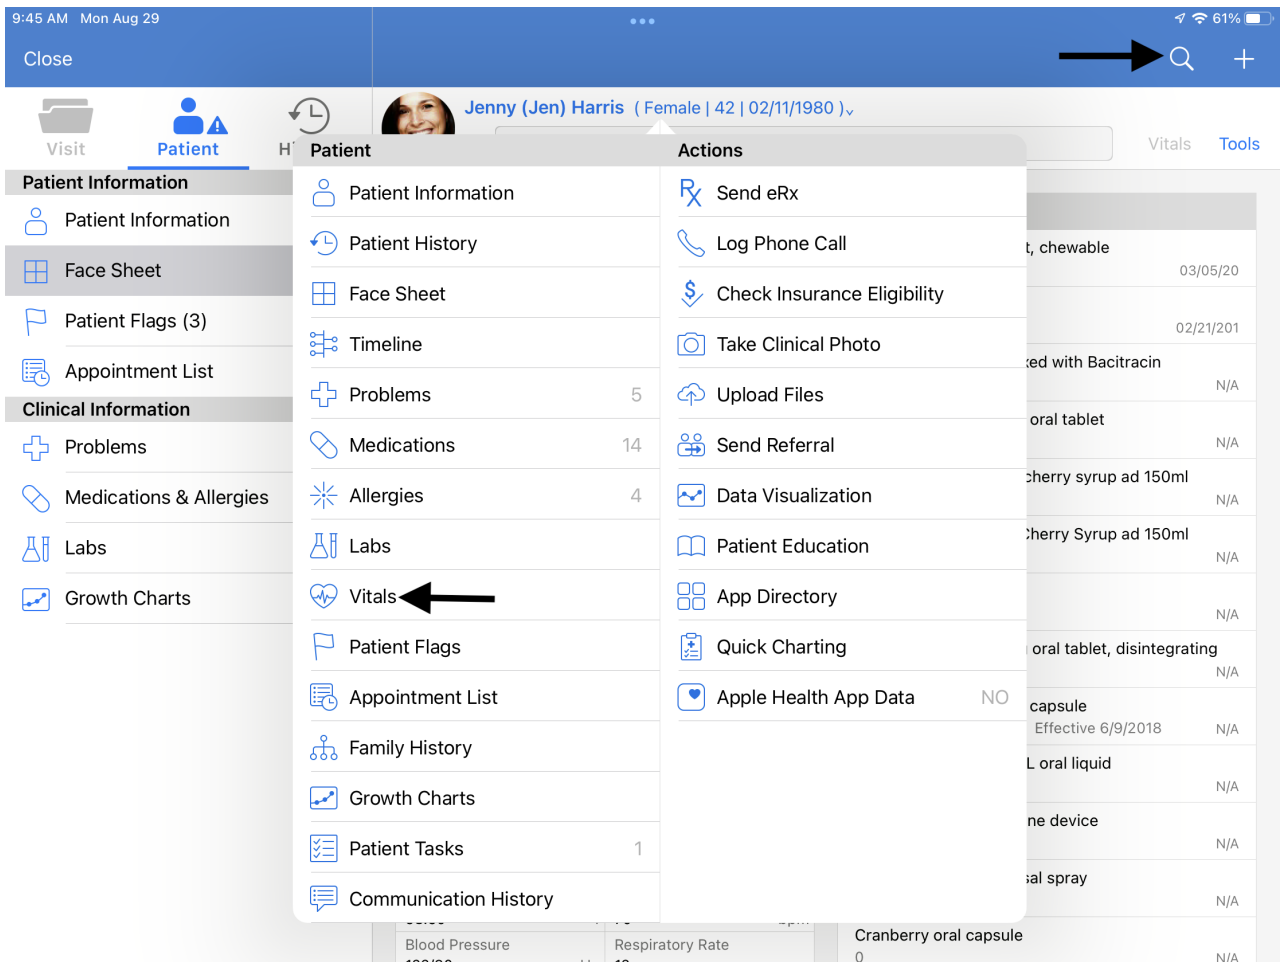 9:45 AM Mon Aug 29
61%
Close
Visit
Patient
H
Jenny (Jen) Harris ( Female | 42 | 02/11/1980 )
Vitals
Tools
Patient Information
Patient Information
Face Sheet
Patient Flags (3)
Appointment List
Clinical Information
Problems
Medications & Allergies
Labs
Growth Charts
Patient
Patient Information
Patient History
Face Sheet
Timeline
Problems 5
Medications 14
Allergies 4
Labs
Vitals
Patient Flags
Appointment List
Family History
Growth Charts
Patient Tasks 1
Communication History
Actions
Send eRx
Log Phone Call
Check Insurance Eligibility
Take Clinical Photo
Upload Files
Send Referral
Data Visualization
Patient Education
App Directory
Quick Charting
Apple Health App Data NO
t, chewable
03/05/20
02/21/201
ked with Bacitracin
N/A
oral tablet
N/A
cherry syrup ad 150ml
N/A
Cherry Syrup ad 150ml
N/A
N/A
oral tablet, disintegrating
N/A
capsule
Effective 6/9/2018
N/A
L oral liquid
N/A
ne device
N/A
sal spray
N/A
Cranberry oral capsule
0
N/A
Blood Pressure
Respiratory Rate